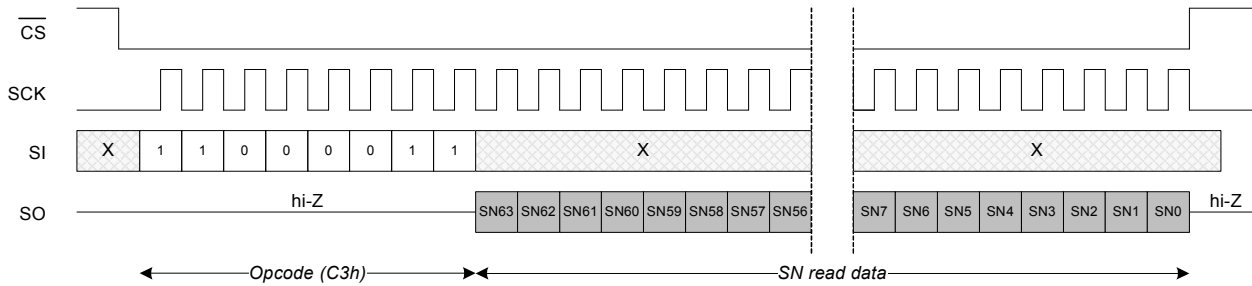 CS
SCK
SI X 1 1 0 0 0 0 1 1 X X
SO hi-Z SN63 SN62 SN61 SN60 SN59 SN58 SN57 SN56 SN7 SN6 SN5 SN4 SN3 SN2 SN1 SN0 hi-Z
Opcode (C3h) SN read data